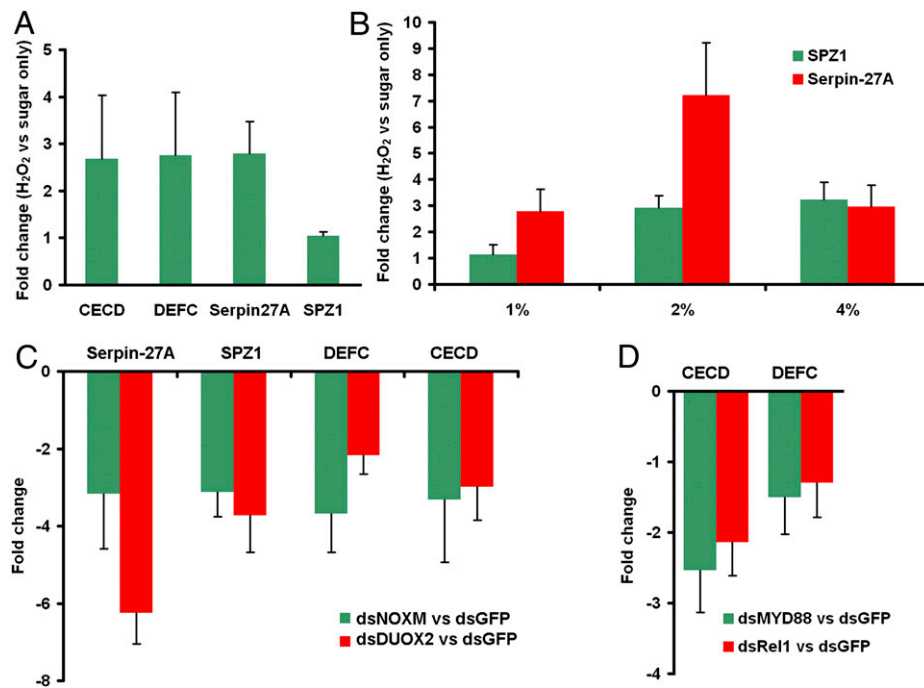 A
Fold change (H₂O₂ vs sugar only)
5
4
3
2
1
0
CECD DEFC Serpin27A SPZ1
B
Fold change (H₂O₂ vs sugar only)
10
9
8
7
6
5
4
3
2
1
0
SPZ1
Serpin-27A
1% 2% 4%
C
Serpin-27A SPZ1 DEFC CECD
Fold change
0
-2
-4
-6
-8
dsNOXM vs dsGFP
dsDUOX2 vs dsGFP
D
CECD DEFC
Fold change
0
-1
-2
-3
-4
dsMYD88 vs dsGFP
dsRel1 vs dsGFP